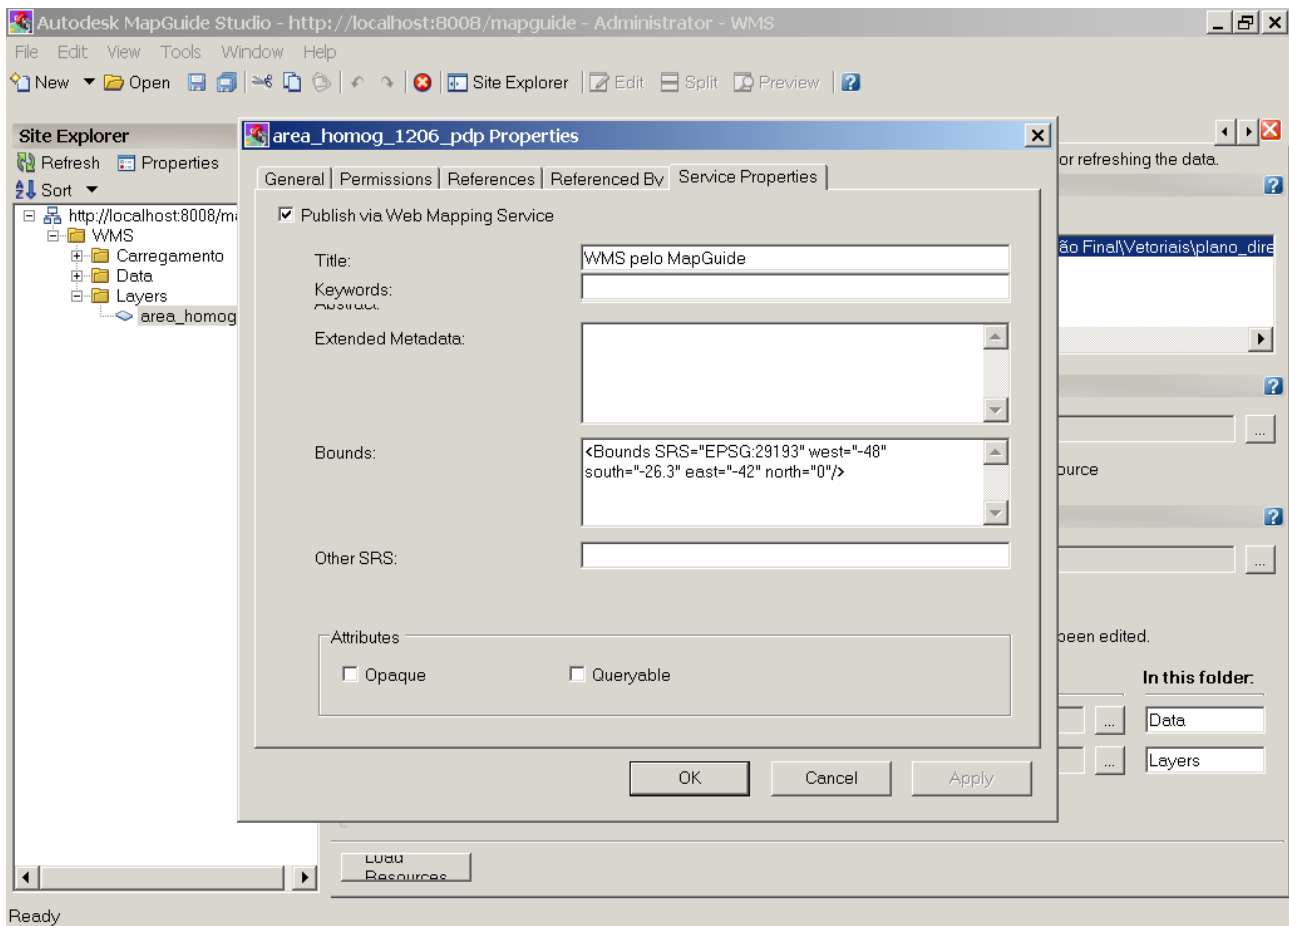 Autodesk MapGuide Studio - http://localhost:8008/mapguide - Administrator - WMS
File Edit View Tools Window Help
New Open Site Explorer Edit Split Preview
Site Explorer
Refresh Properties
Sort
http://localhost:8008/m
WMS
Carregamento
Data
Layers
area_homog
area_homog_1206_pdp Properties
General Permissions References Referenced By Service Properties
Publish via Web Mapping Service
Title: WMS pelo MapGuide
Keywords:
Abstract:
Extended Metadata:
Bounds: <Bounds SRS="EPSG:29193" west="-48"
south="-26.3" east="-42" north="0"/>
Other SRS:
Attributes
Opaque Queryable
OK Cancel Apply
or refreshing the data.
ão Final\Vetoriais\plano_dire
...
ource
...
been edited.
In this folder:
... Data
... Layers
Load
Resources
Ready